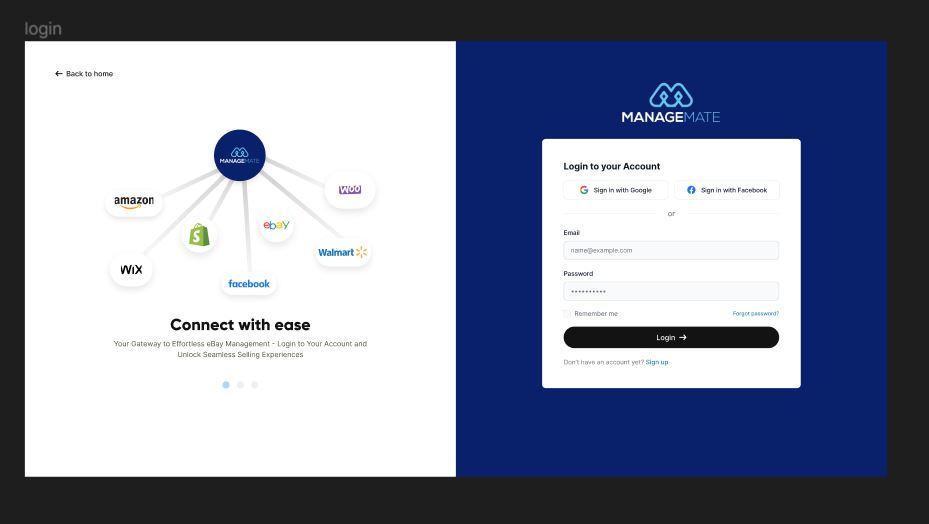 login
← Back to home
MANAGEMATE
amazon
WOO
ebay
Walmart
WiX
facebook
Connect with ease
Your Gateway to Effortless eBay Management - Login to Your Account and
Unlock Seamless Selling Experiences
MANAGEMATE
Login to your Account
Sign in with Google
Sign in with Facebook
or
Email
name@example.com
Password
••••••••••
Remember me
Forgot password?
Login →
Don't have an account yet? Sign up